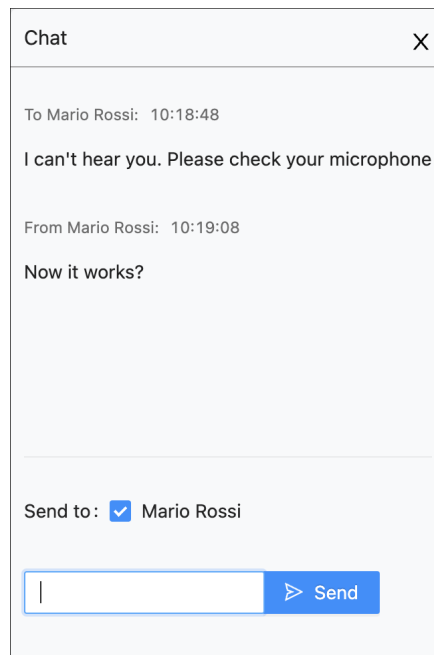 Chat X
To Mario Rossi: 10:18:48
I can't hear you. Please check your microphone
From Mario Rossi: 10:19:08
Now it works?
Send to: Mario Rossi
Send